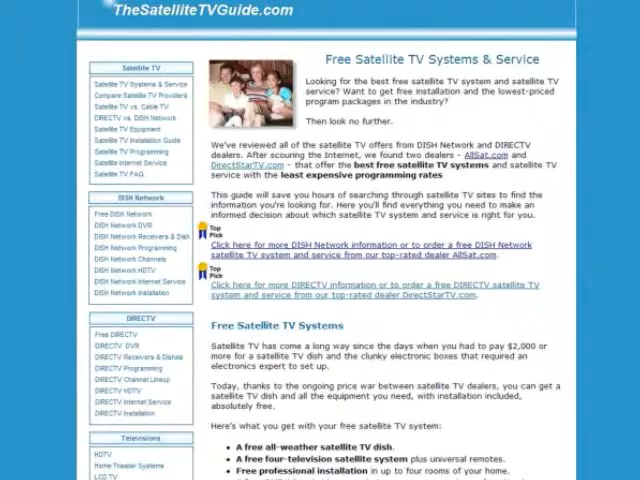 TheSatelliteTVGuide.com
Satellite TV
Satellite TV Systems & Service
Compare Satellite TV Providers
Satellite TV vs. Cable TV
DIRECTV vs. DISH Network
Satellite TV Equipment
Satellite TV Installation Guide
Satellite TV Programming
Satellite Internet Service
Satellite TV FAQ
DISH Network
Free DISH Network
DISH Network DVR
DISH Network Receivers & Dish
DISH Network Programming
DISH Network Channels
DISH Network HDTV
DISH Network Internet Service
DISH Network Installation
DIRECTV
Free DIRECTV
DIRECTV DVR
DIRECTV Receivers & Dishes
DIRECTV Programming
DIRECTV Channel Lineup
DIRECTV HDTV
DIRECTV Internet Service
DIRECTV Installation
Televisions
HDTV
Home Theater Systems
LCD TV
Free Satellite TV Systems & Service
Looking for the best free satellite TV system and satellite TV
service? Want to get free installation and the lowest-priced
program packages in the industry?
Then look no further.
We've reviewed all of the satellite TV offers from DISH Network and DIRECTV
dealers. After scouring the Internet, we found two dealers - AllSat.com and
DirectStarTV.com - that offer the best free satellite TV systems and satellite TV
service with the least expensive programming rates
This guide will save you hours of searching through satellite TV sites to find the
information you're looking for. Here you'll find everything you need to make an
informed decision about which satellite TV system and service is right for you.
Top
Pick
Click here for more DISH Network information or to order a free DISH Network
satellite TV system and service from our top-rated dealer AllSat.com.
Top
Pick
Click here for more DIRECTV information or to order a free DIRECTV satellite
TV system and service from our top-rated dealer DirectStarTV.com.
Free Satellite TV Systems
Satellite TV has come a long way since the days when you had to pay $2,000 or
more for a satellite TV dish and the clunky electronic boxes that required an
electronics expert to set up.
Today, thanks to the ongoing price war between satellite TV dealers, you can get a
satellite TV dish and all the equipment you need, with installation included,
absolutely free.
Here's what you get with your free satellite TV system:
• A free all-weather satellite TV dish.
• A free four-television satellite system plus universal remotes.
• Free professional installation in up to four rooms of your home.